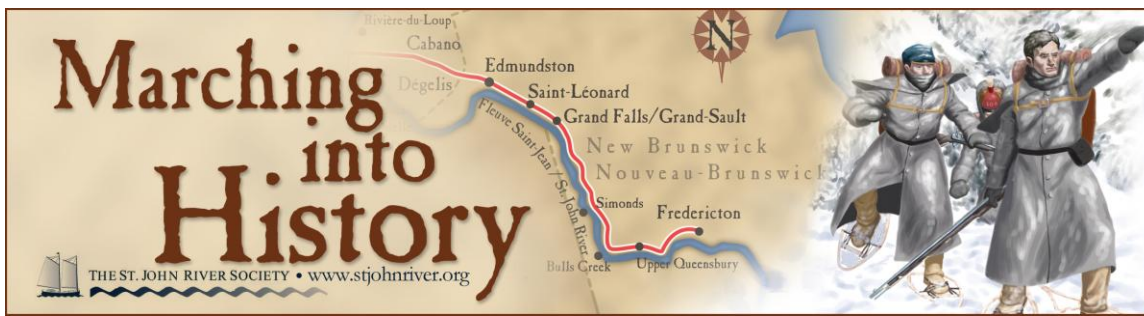 Marching
into
History
THE ST. JOHN RIVER SOCIETY • www.stjohnriver.org
Rivière-du-Loup
Cabano
Dégelis
Edmundston
Saint-Léonard
Grand Falls/Grand-Sault
Fleuve Saint-Jean / St. John River
New Brunswick
Nouveau-Brunswick
Simonds
Fredericton
Bulls Creek
Upper Queensbury
N